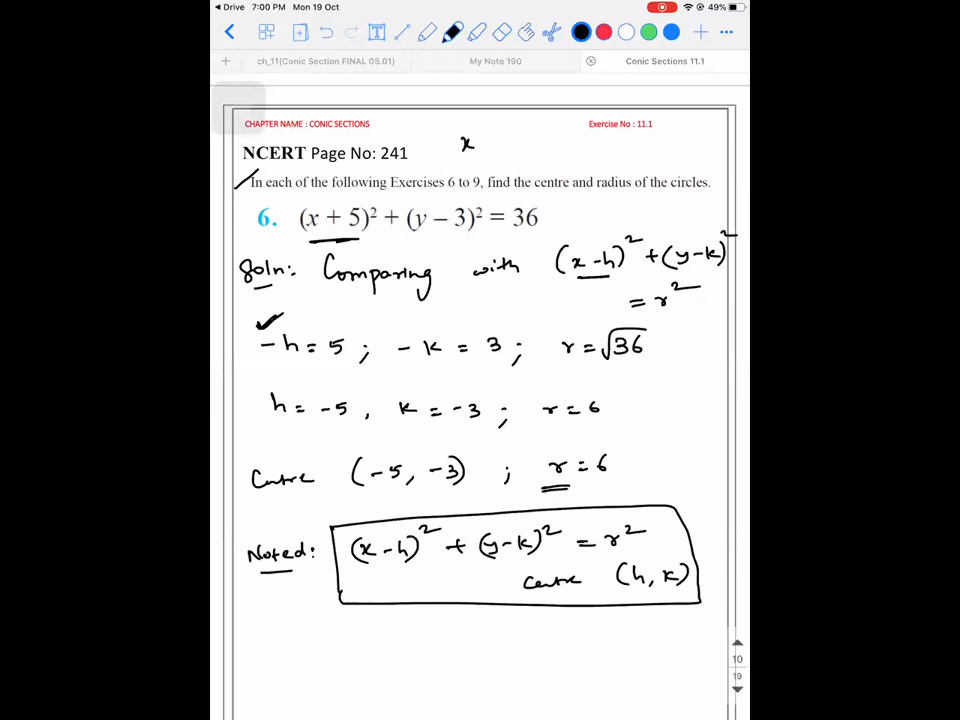 Drive 7:00 PM Mon 19 Oct 49%
ch_11(Conic Section FINAL 05.01) My Note 190 Conic Sections 11.1
CHAPTER NAME : CONIC SECTIONS Exercise No : 11.1
x
NCERT Page No: 241
In each of the following Exercises 6 to 9, find the centre and radius of the circles.
6. (x + 5)² + (y – 3)² = 36
Soln: Comparing with (x-h)² + (y-k)²
= r²
-h = 5 ; -k = 3 ; r = √36
h = -5 , k = -3 ; r = 6
Centre (-5, -3) ; r = 6
Noted: (x-h)² + (y-k)² = r²
Centre (h, k)
10
19